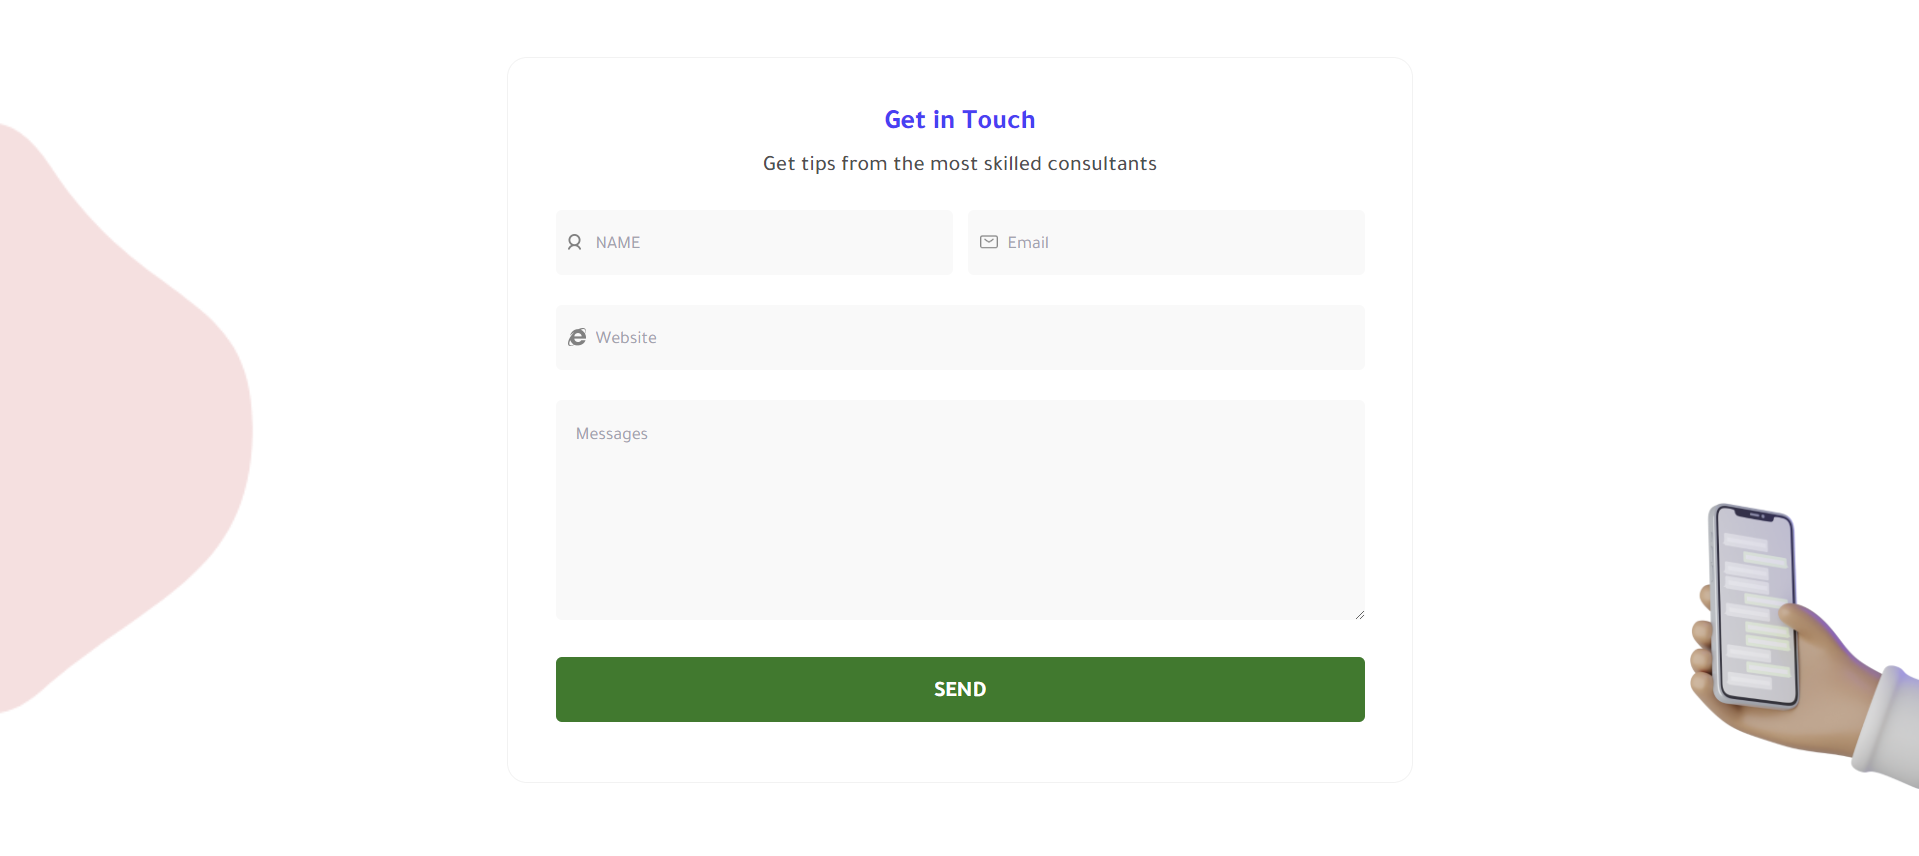 Get in Touch
Get tips from the most skilled consultants
NAME
Email
Website
Messages
SEND